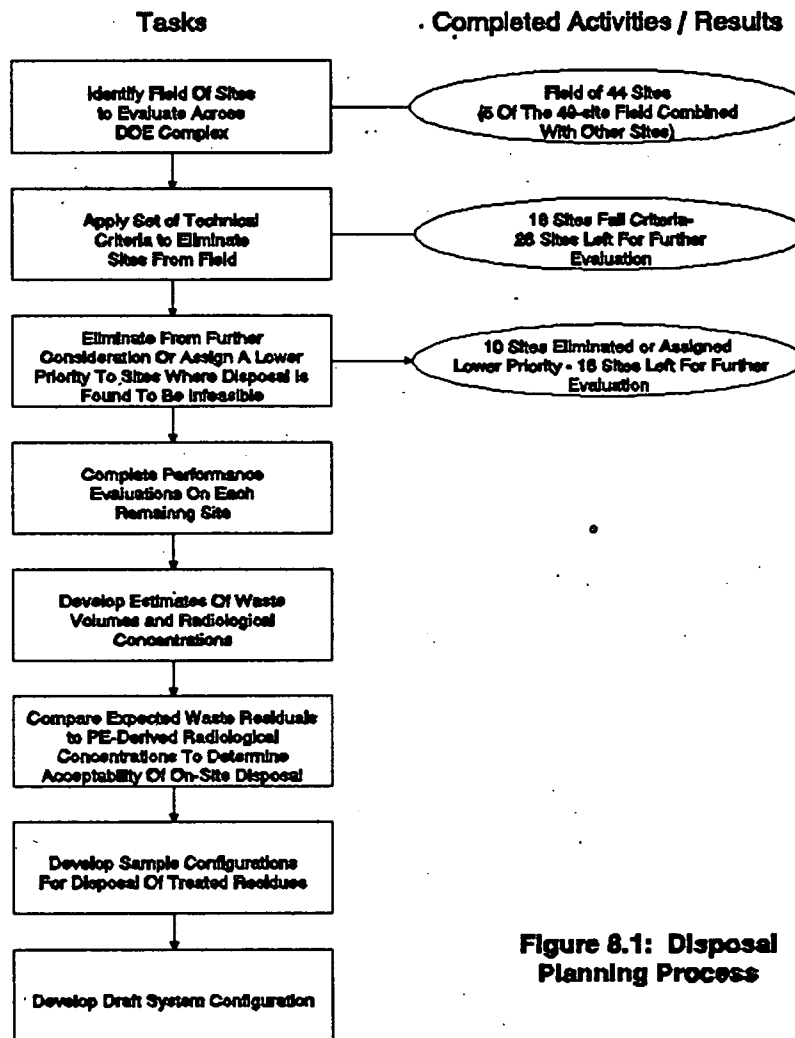 Tasks
Completed Activities / Results
Identify Field Of Sites
to Evaluate Across
DOE Complex
Field of 44 Sites
(5 Of The 49-site Field Combined
With Other Sites)
Apply Set of Technical
Criteria to Eliminate
Sites From Field
18 Sites Fail Criteria-
26 Sites Left For Further
Evaluation
Eliminate From Further
Consideration Or Assign A Lower
Priority To Sites Where Disposal is
Found To Be Infeasible
10 Sites Eliminated or Assigned
Lower Priority - 16 Sites Left For Further
Evaluation
Complete Performance
Evaluations On Each
Remainng Site
Develop Estimates Of Waste
Volumes and Radiological
Concentrations
Compare Expected Waste Residuals
to PE-Derived Radiological
Concentrations To Determine
Acceptability Of On-Site Disposal
Develop Sample Configurations
For Disposal Of Treated Residues
Develop Draft System Configuration
Figure 8.1: Disposal
Planning Process